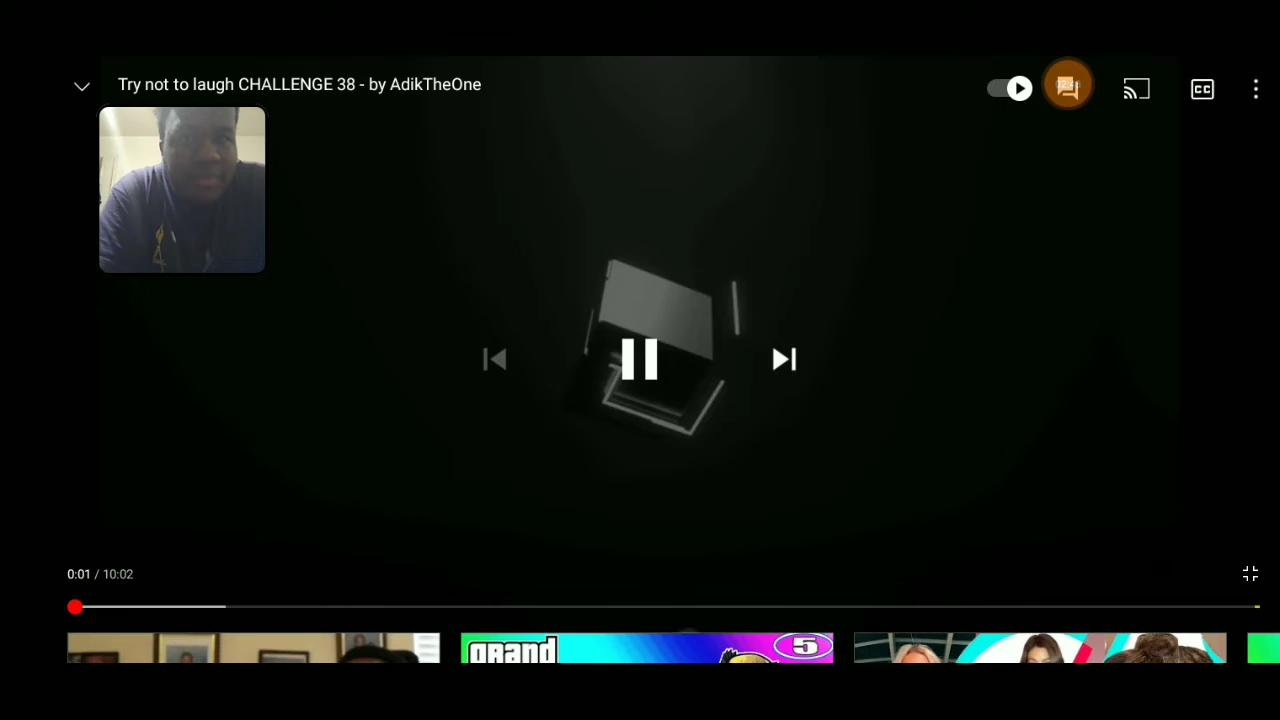 Try not to laugh CHALLENGE 38 - by AdikTheOne
CC
0:01 / 10:02
GRAND
5